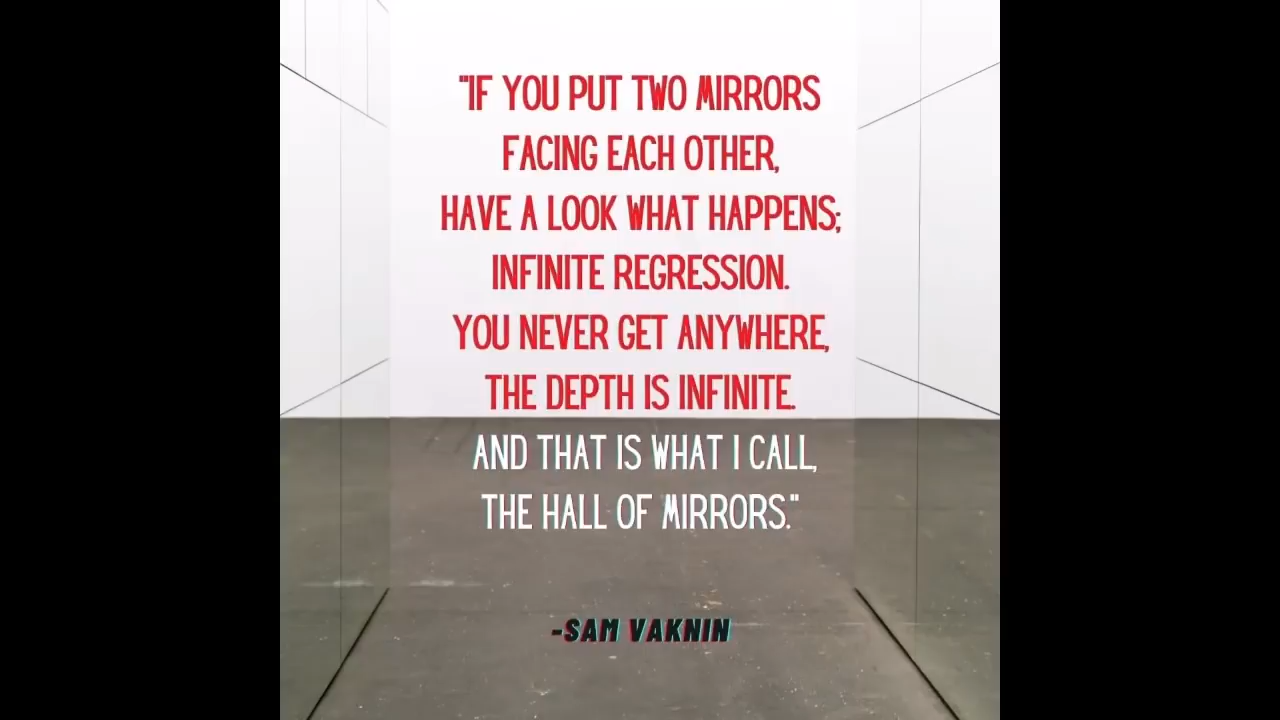 "IF YOU PUT TWO MIRRORS
FACING EACH OTHER,
HAVE A LOOK WHAT HAPPENS;
INFINITE REGRESSION.
YOU NEVER GET ANYWHERE,
THE DEPTH IS INFINITE.
AND THAT IS WHAT I CALL,
THE HALL OF MIRRORS."
-SAM VAKNIN